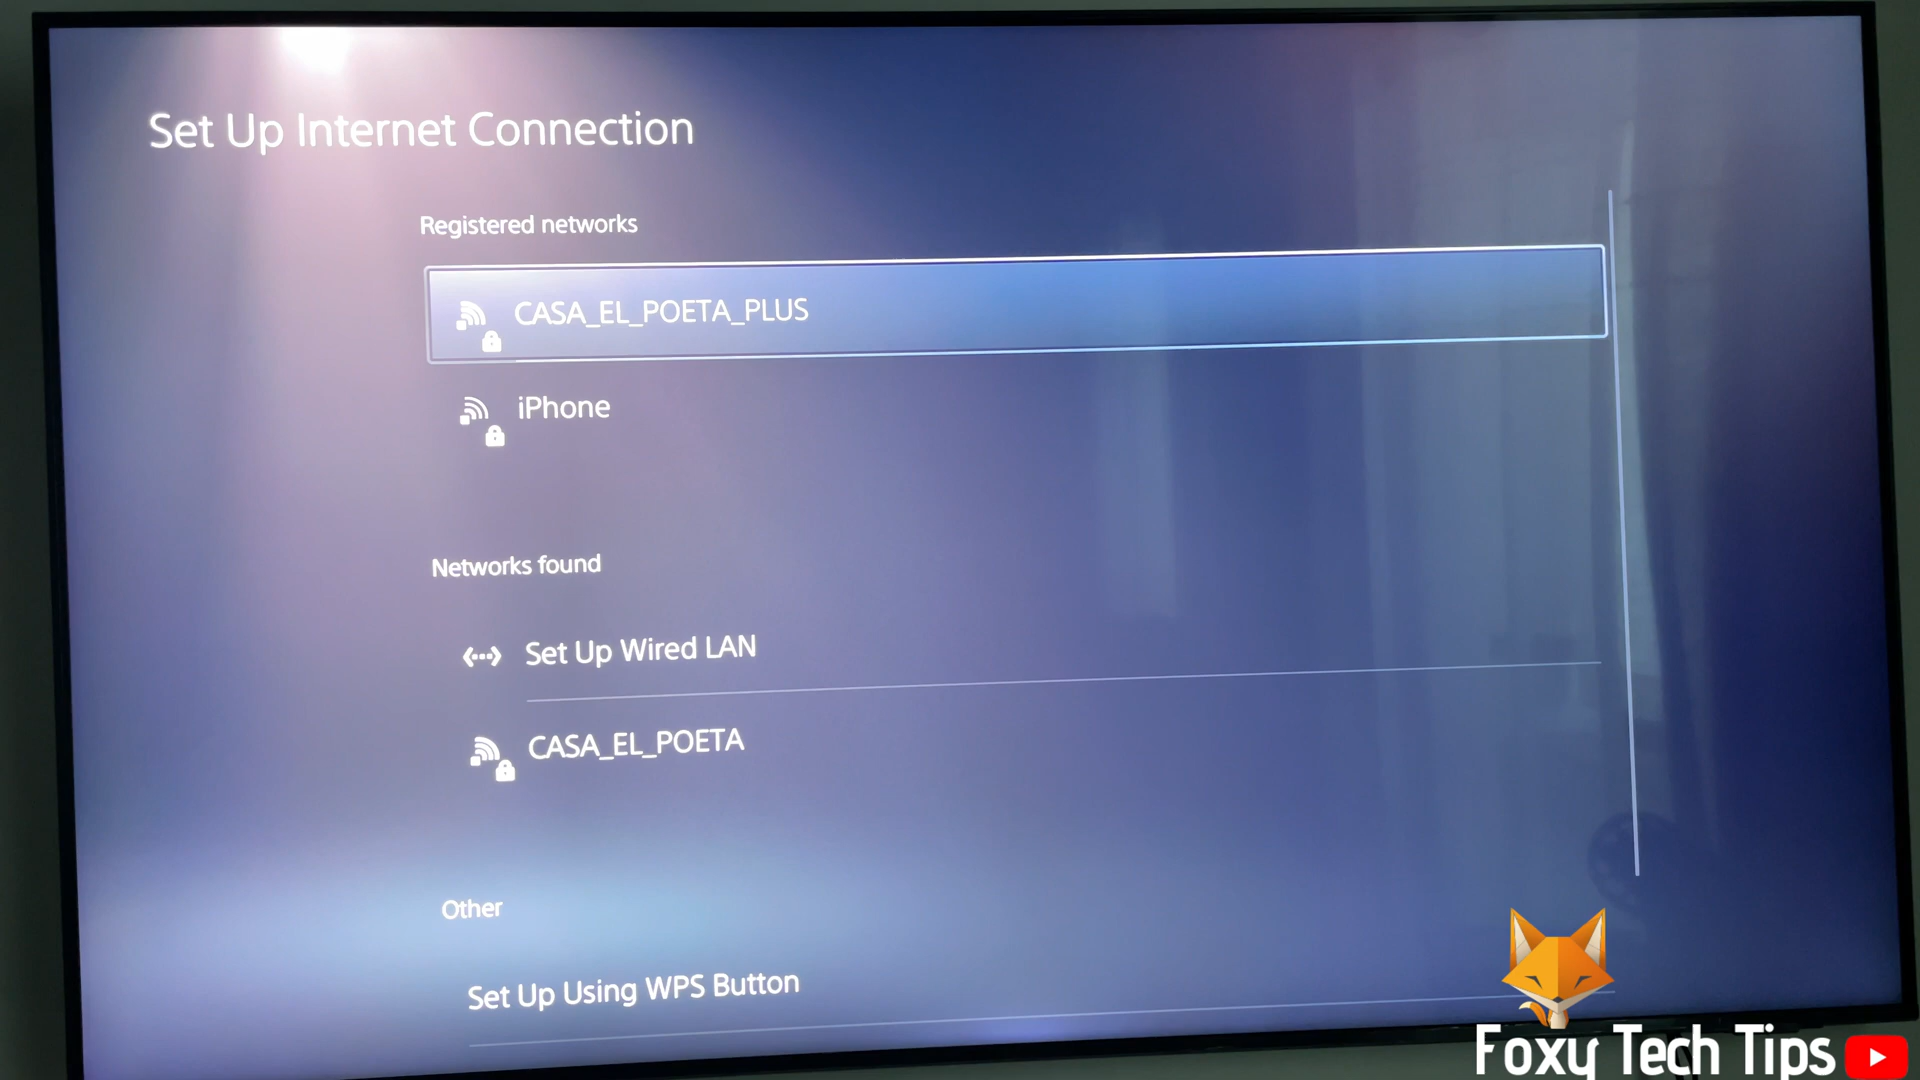 Set Up Internet Connection
Registered networks
CASA_EL_POETA_PLUS
iPhone
Networks found
Set Up Wired LAN
CASA_EL_POETA
Other
Set Up Using WPS Button
Foxy Tech Tips